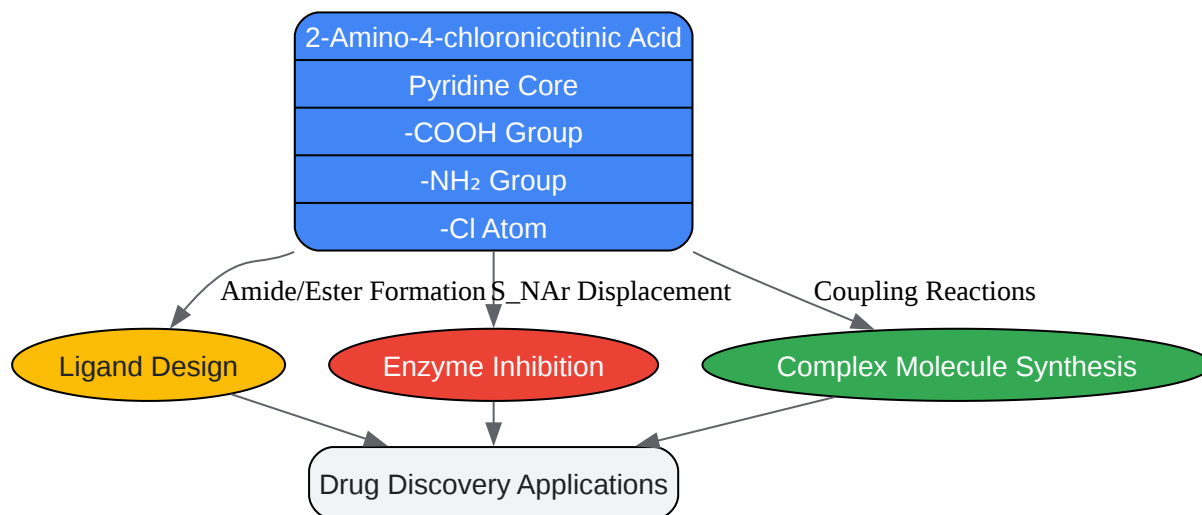 2-Amino-4-chloronicotinic Acid
Pyridine Core
-COOH Group
-NH₂ Group
-Cl Atom
Amide/Ester Formation
S_NAr Displacement
Coupling Reactions
Ligand Design
Enzyme Inhibition
Complex Molecule Synthesis
Drug Discovery Applications